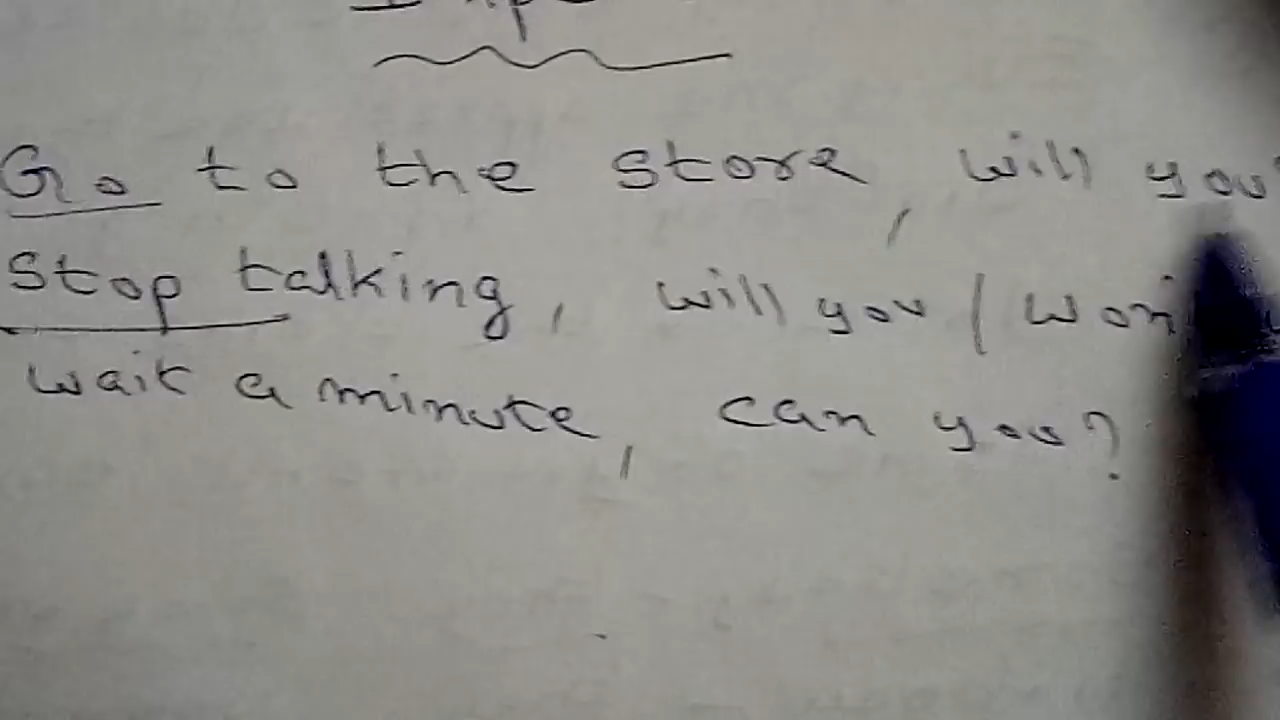 Go to the store, will you
Stop talking, will you / won
wait a minute, can you?